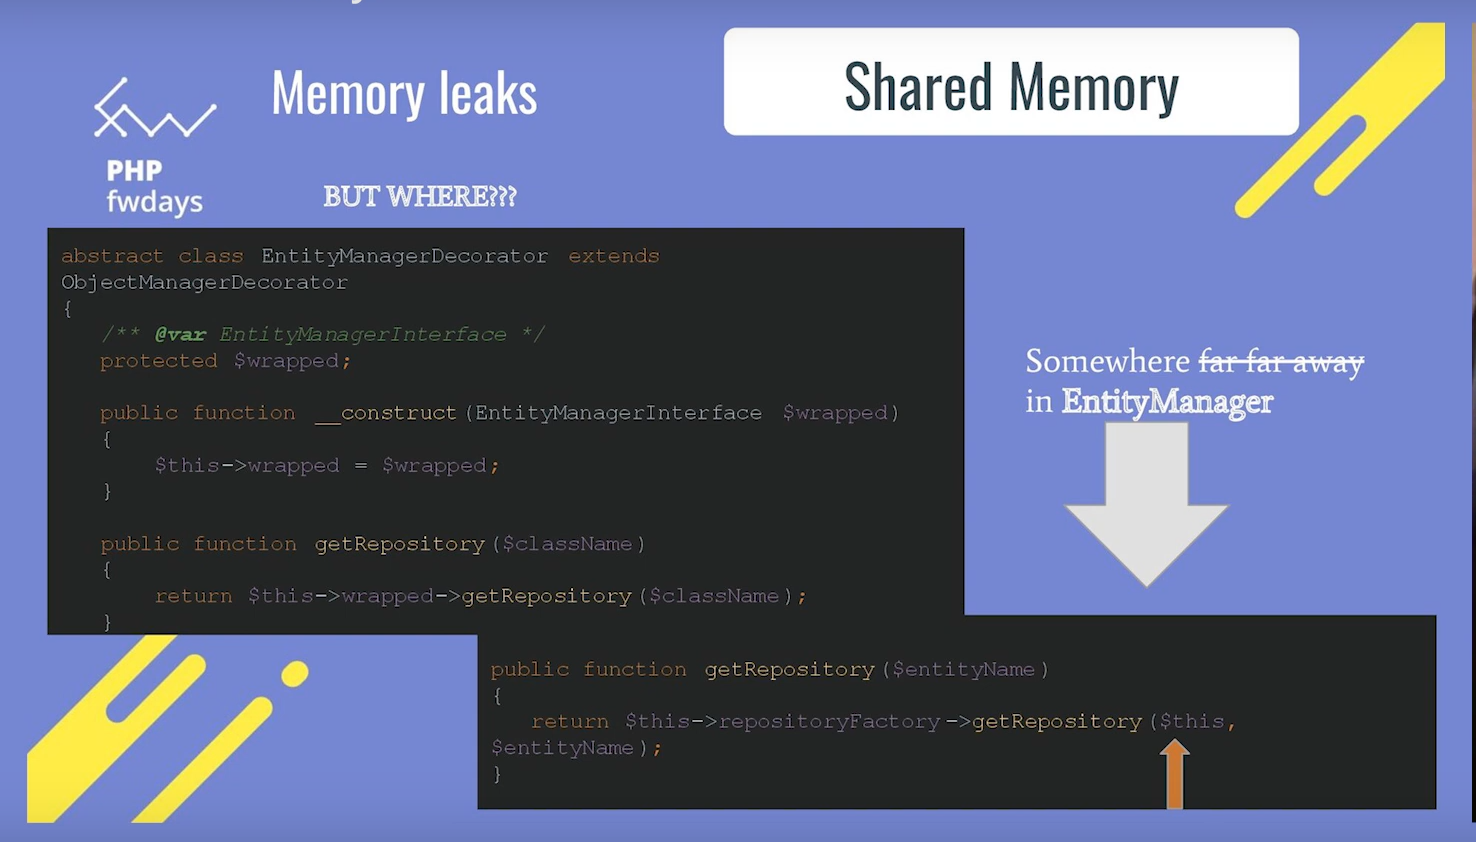 Memory leaks
Shared Memory
PHP
fwdays
BUT WHERE???
abstract class EntityManagerDecorator extends
ObjectManagerDecorator
{
/** @var EntityManagerInterface */
protected $wrapped;
public function __construct(EntityManagerInterface $wrapped)
{
$this->wrapped = $wrapped;
}
public function getRepository($className)
{
return $this->wrapped->getRepository($className);
}
Somewhere far far away
in EntityManager
public function getRepository($entityName)
{
return $this->repositoryFactory->getRepository($this,
$entityName);
}